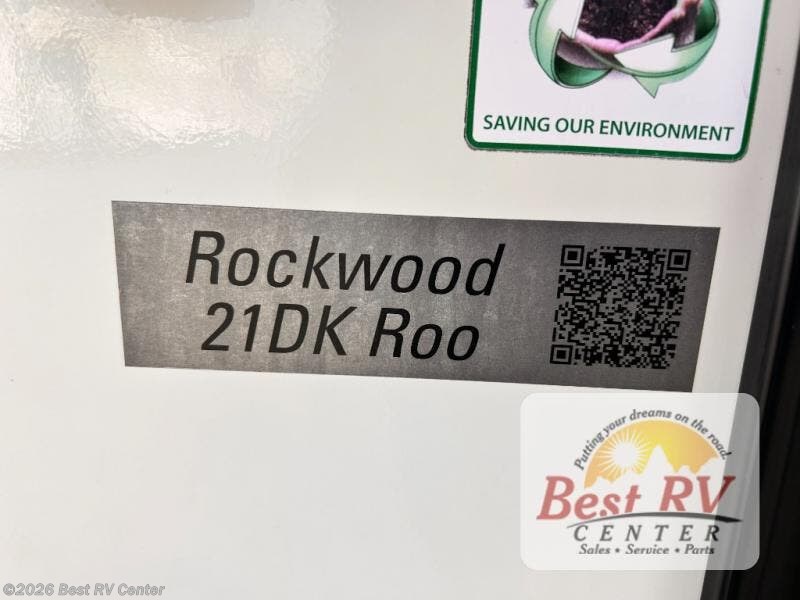 SAVING OUR ENVIRONMENT
Rockwood
21DK Roo
Putting your dreams on the road.
Best RV
CENTER
Sales • Service • Parts
©2026 Best RV Center